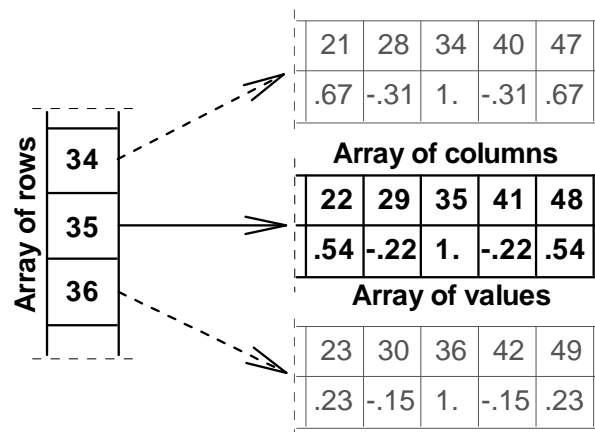 21 28 34 40 47
.67 -.31 1. -.31 .67
Array of rows
34
35
36
Array of columns
22 29 35 41 48
.54 -.22 1. -.22 .54
Array of values
23 30 36 42 49
.23 -.15 1. -.15 .23